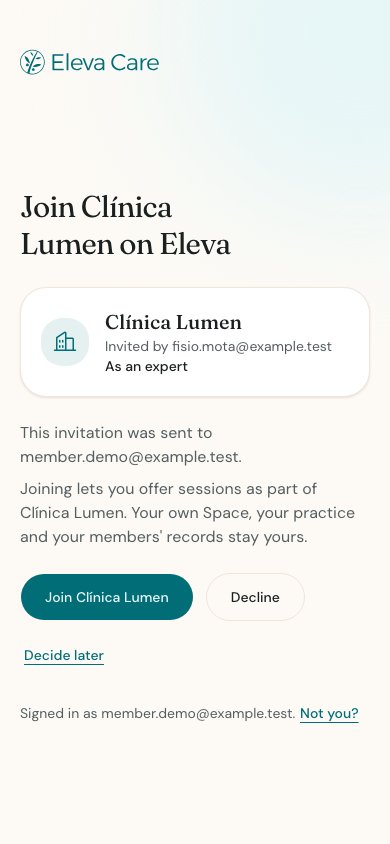 Eleva Care
Join Clínica
Lumen on Eleva
Clínica Lumen
Invited by fisio.mota@example.test
As an expert
This invitation was sent to
member.demo@example.test.
Joining lets you offer sessions as part of
Clínica Lumen. Your own Space, your practice
and your members' records stay yours.
Join Clínica Lumen
Decline
Decide later
Signed in as member.demo@example.test. Not you?